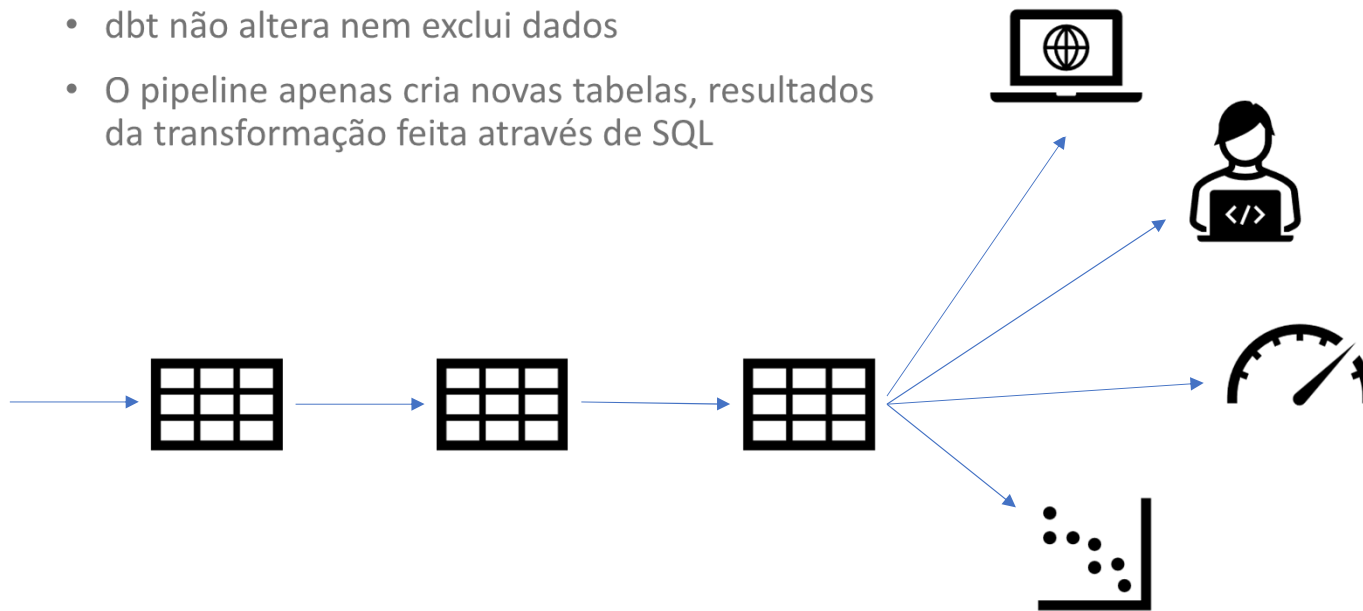 • dbt não altera nem exclui dados
• O pipeline apenas cria novas tabelas, resultados
da transformação feita através de SQL
</>